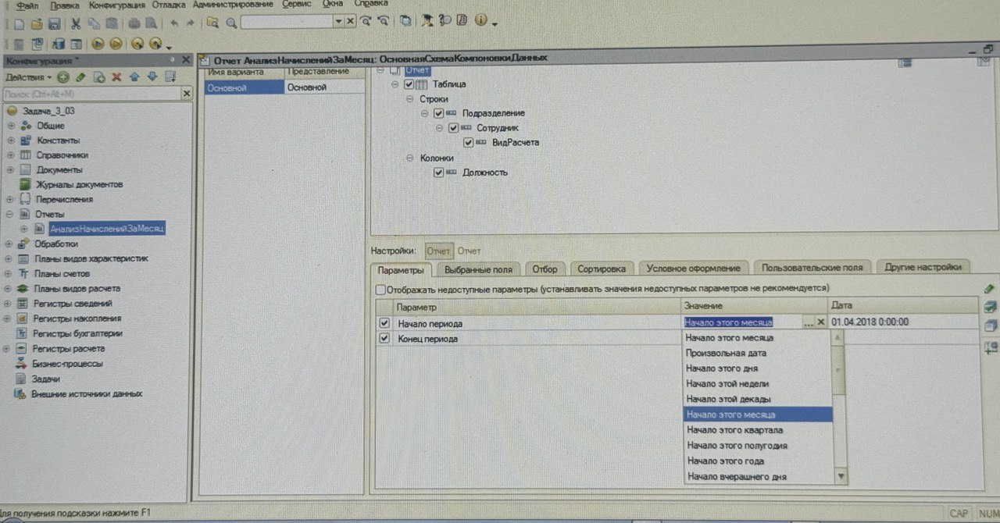 Файл Правка Конфигурация Отладка Администрирование Сервис Окна Справка
Конфигурация *
Отчет АнализНачисленийЗаМесяц: ОсновнаяСхемаКомпоновкиДанных
Действия
Имя варианта Представление
Отчет
Поиск (Ctrl+Alt+M)
Основной Основной
Таблица
Строки
Подразделение
Сотрудник
ВидРасчета
Колонки
Должность
Задача_3_03
Общие
Константы
Справочники
Документы
Журналы документов
Перечисления
Отчеты
АнализНачисленийЗаМесяц
Обработки
Планы видов характеристик
Планы счетов
Планы видов расчета
Регистры сведений
Регистры накопления
Регистры бухгалтерии
Регистры расчета
Бизнес-процессы
Задачи
Внешние источники данных
Настройки: Отчет Отчет
Параметры Выбранные поля Отбор Сортировка Условное оформление Пользовательские поля Другие настройки
Отображать недоступные параметры (устанавливать значения недоступных параметров не рекомендуется)
Параметр Значение Дата
Начало периода Начало этого месяца ... × 01.04.2018 0:00:00
Конец периода
Начало этого месяца
Произвольная дата
Начало этого дня
Начало этой недели
Начало этой декады
Начало этого месяца
Начало этого квартала
Начало этого полугодия
Начало этого года
Начало вчерашнего дня
Для получения подсказки нажмите F1
CAP NUM